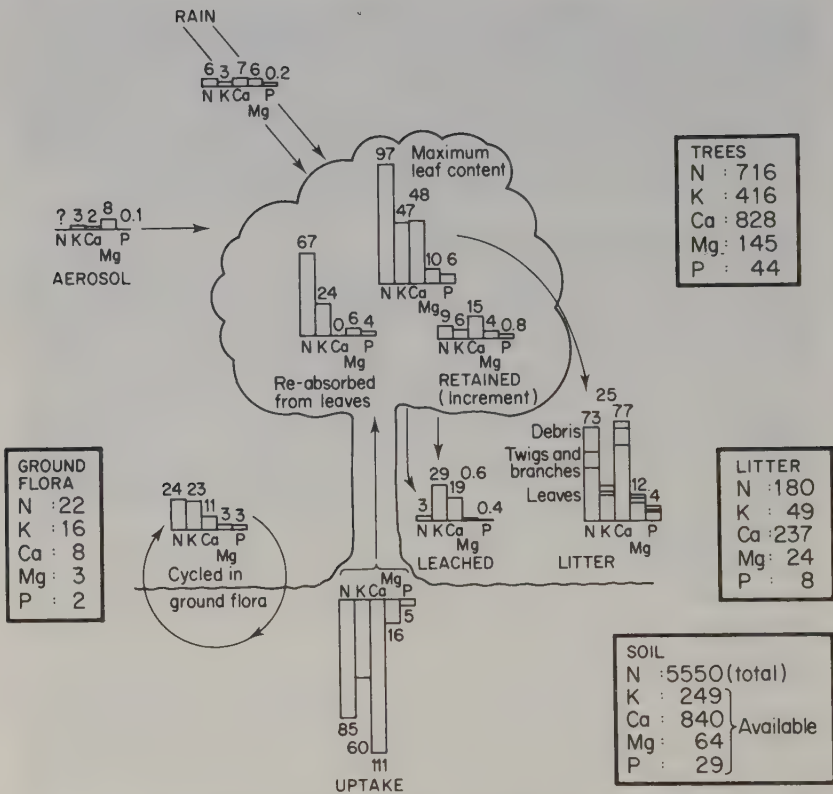 RAIN
6 3 7 6 0.2
N K Ca P
Mg
Maximum
leaf content
97
47 48
10 6
N K Ca P
Mg
? 3 2 8 0.1
N K Ca P
Mg
AEROSOL
67
24
0 6 4
N K Ca P
Mg
Re-absorbed
from leaves
9 6 15 4 0.8
N K Ca P
Mg
RETAINED
(Increment)
TREES
N : 716
K : 416
Ca : 828
Mg : 145
P : 44
GROUND
FLORA
N : 22
K : 16
Ca : 8
Mg : 3
P : 2
24 23
11
3 3
N K Ca P
Mg
Cycled in
ground flora
29 0.6
3 19 0.4
N K Ca P
Mg
LEACHED
25
73 77
Debris
Twigs and
branches
12
4
Leaves
N K Ca P
Mg
LITTER
LITTER
N : 180
K : 49
Ca : 237
Mg : 24
P : 8
Mg
N K Ca P
5
16
85
60
111
UPTAKE
SOIL
N : 5550 (total)
K : 249
Ca : 840
Mg : 64
P : 29
Available